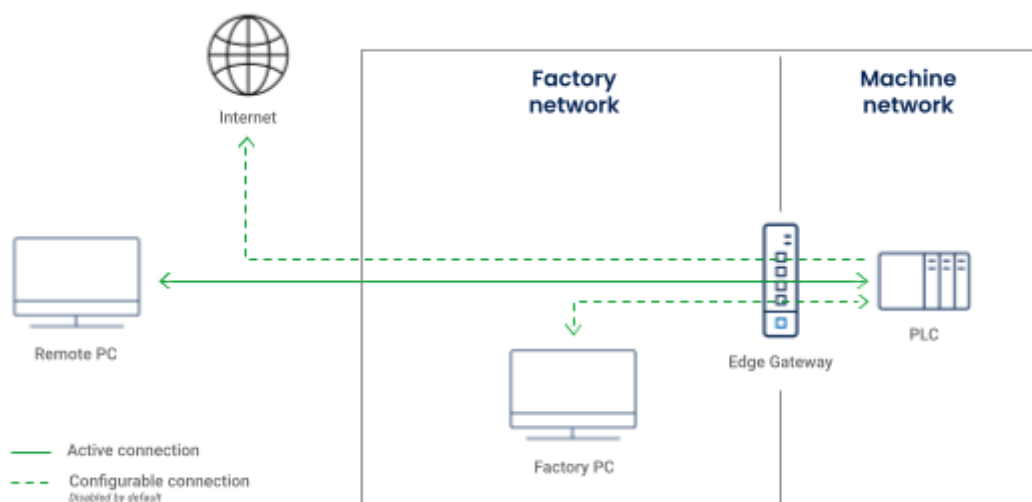 Internet
Factory
network
Machine
network
Remote PC
Edge Gateway
PLC
Factory PC
Active connection
Configurable connection
Disabled by default